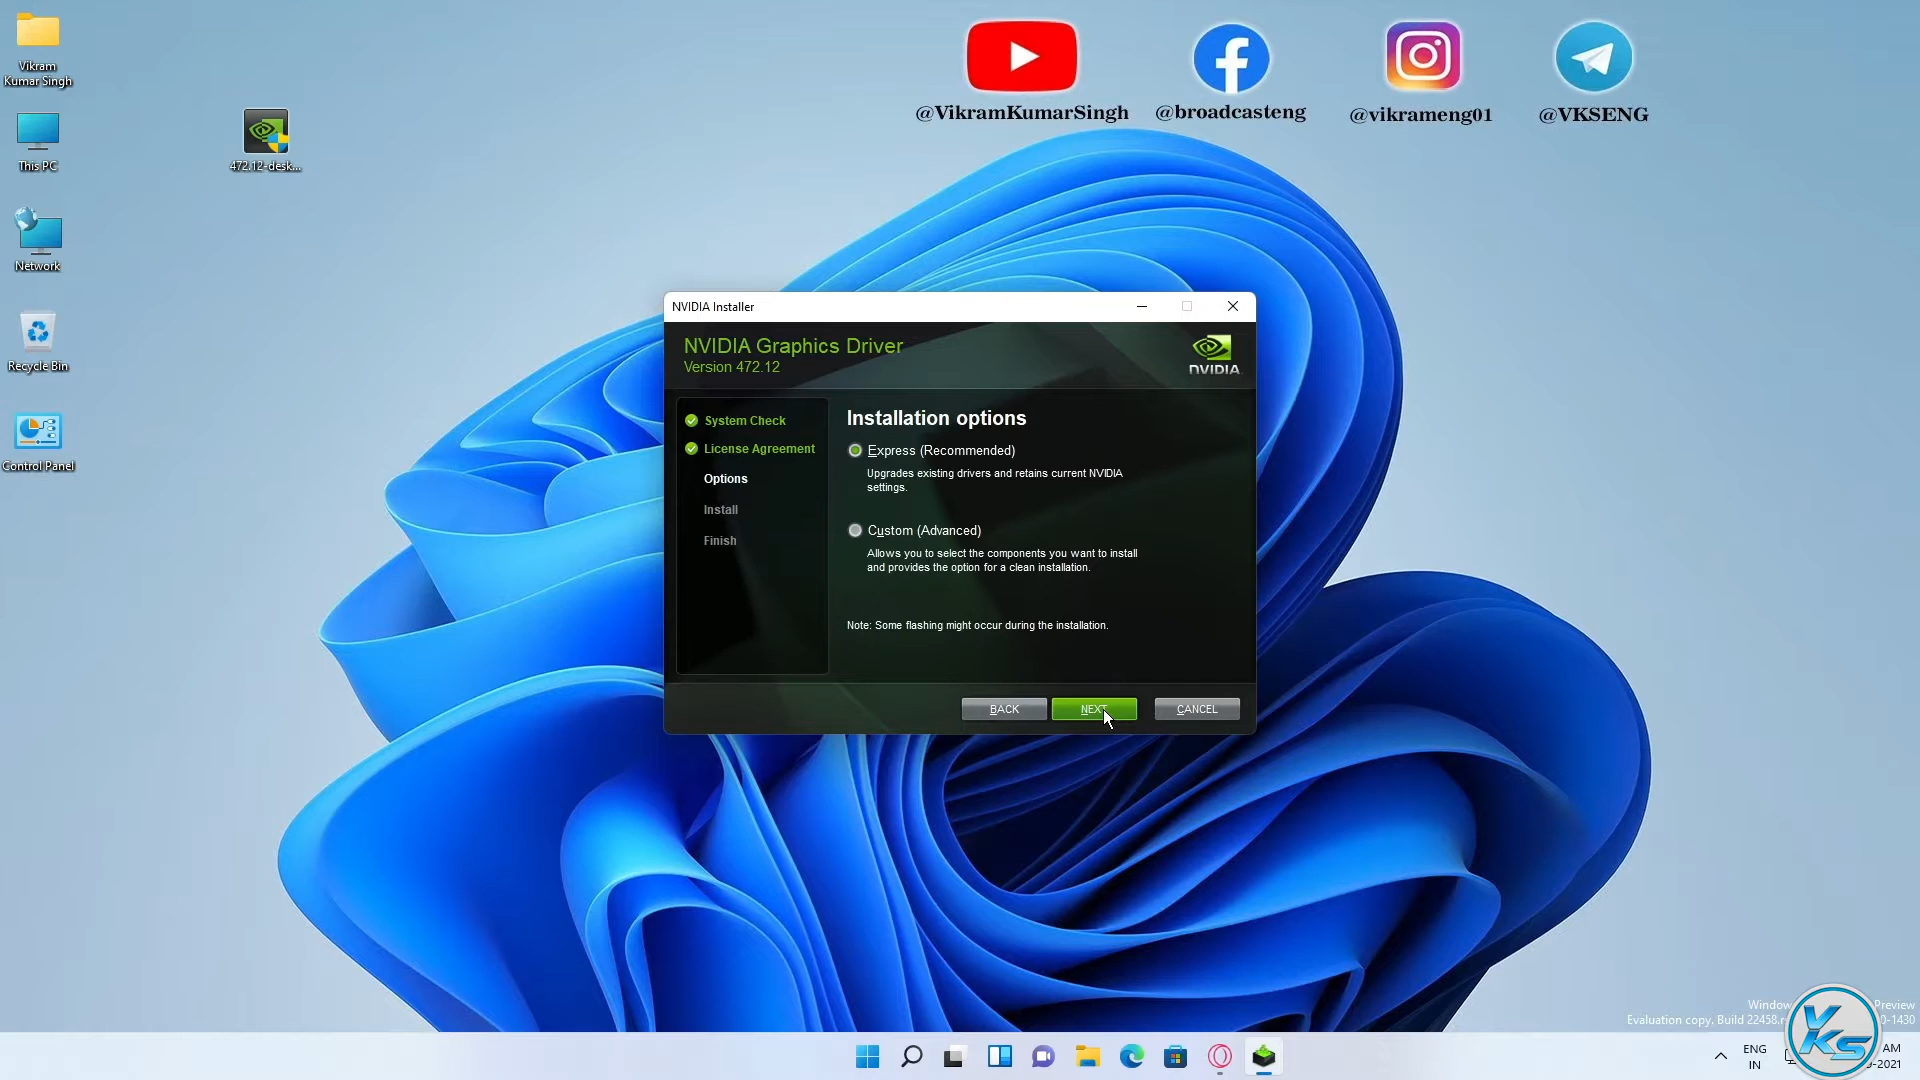 Vikram
Kumar Singh
This PC
Network
Recycle Bin
Control Panel
472.12-desk...
@VikramKumarSingh
@broadcasteng
@vikrameng01
@VKSENG
NVIDIA Installer
NVIDIA Graphics Driver
Version 472.12
NVIDIA
System Check
License Agreement
Options
Install
Finish
Installation options
Express (Recommended)
Upgrades existing drivers and retains current NVIDIA
settings.
Custom (Advanced)
Allows you to select the components you want to install
and provides the option for a clean installation.
Note: Some flashing might occur during the installation.
BACK
NEXT
CANCEL
Preview
Evaluation copy. Build 22458.
0-1430
VKS
ENG
IN
AM
-2021